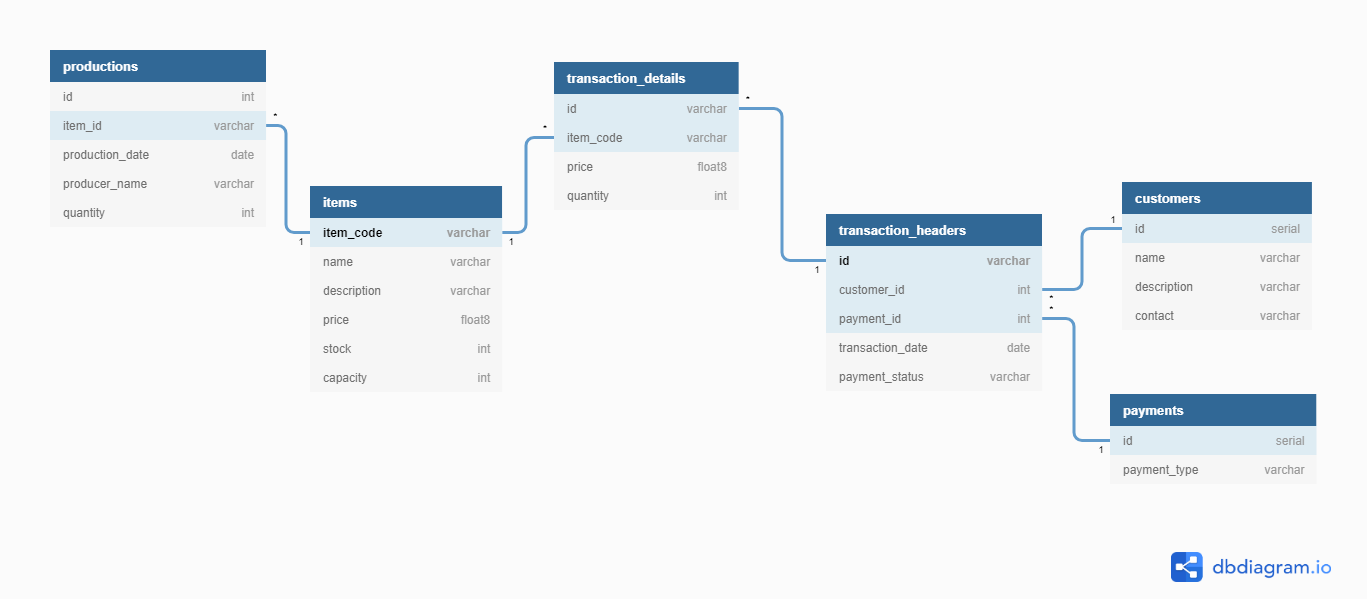 productions
id int
item_id varchar
production_date date
producer_name varchar
quantity int
*
1
items
item_code varchar
name varchar
description varchar
price float8
stock int
capacity int
1
*
transaction_details
id varchar
item_code varchar
price float8
quantity int
*
1
transaction_headers
id varchar
customer_id int
payment_id int
transaction_date date
payment_status varchar
*
*
1
customers
id serial
name varchar
description varchar
contact varchar
1
payments
id serial
payment_type varchar
dbdiagram.io